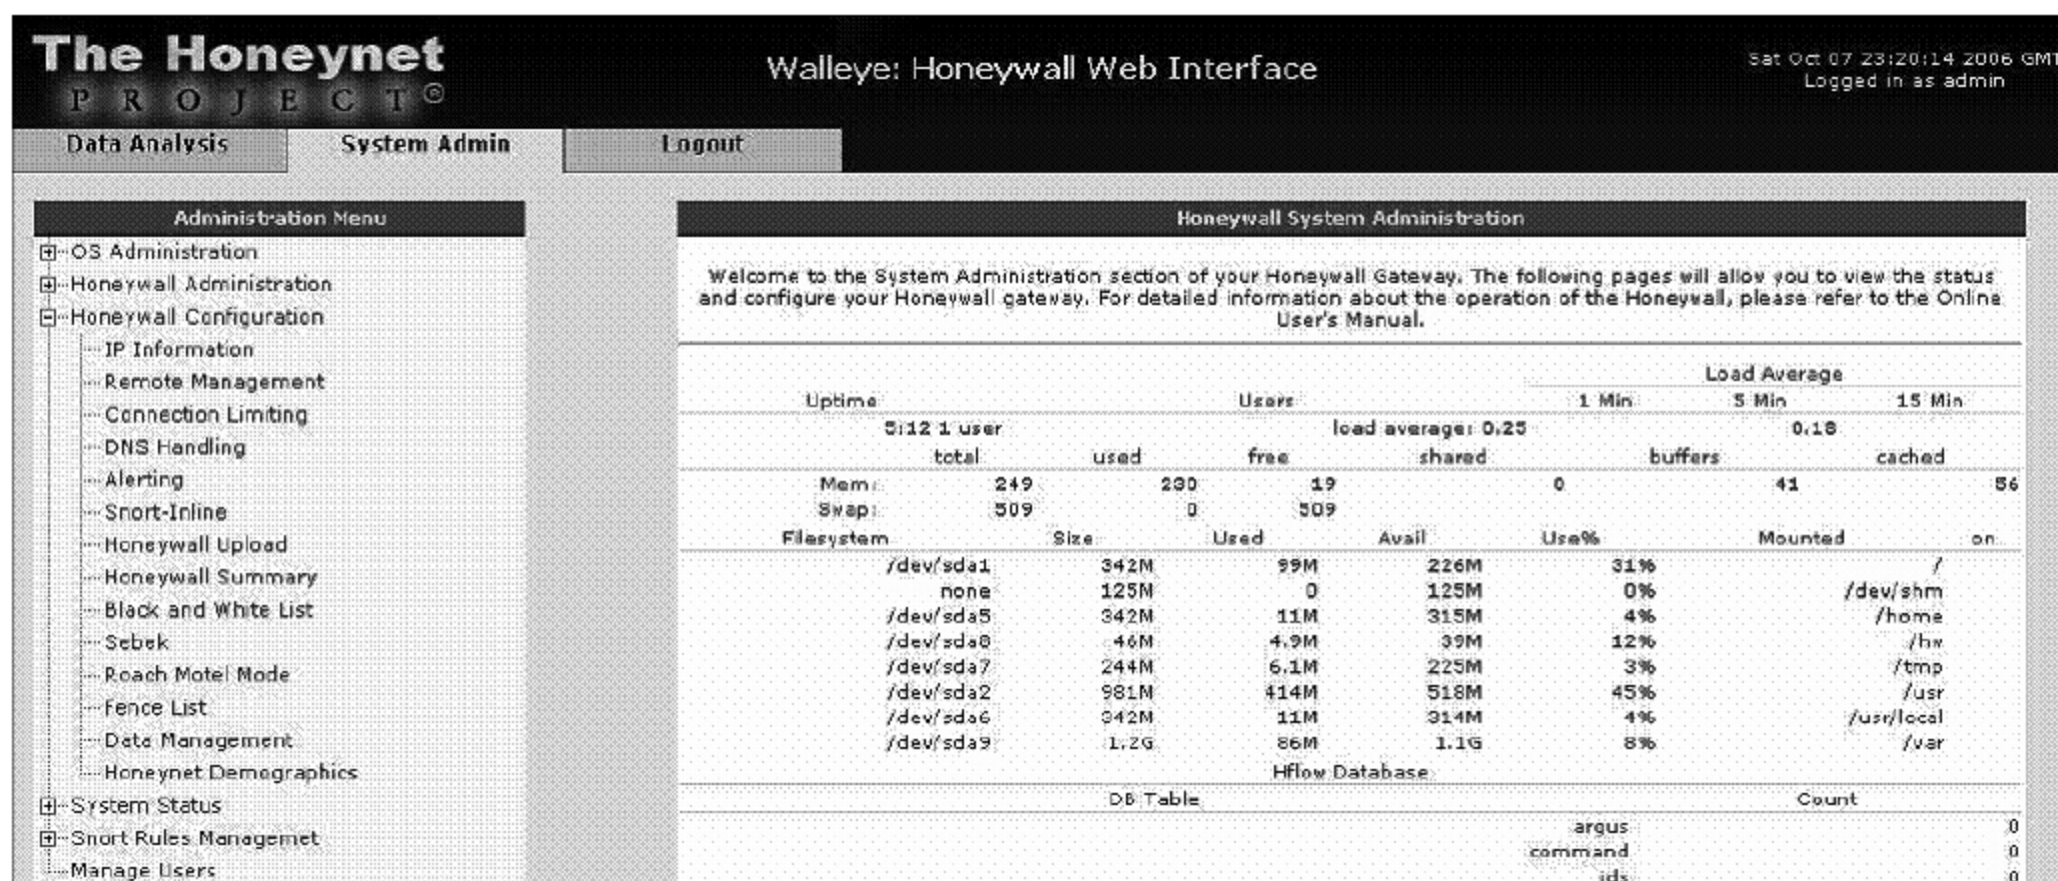 The Honeynet
PROJECT®
Walleye: Honeywall Web Interface
Sat Oct 07 23:20:14 2006 GMT
Logged in as admin
Data Analysis System Admin Logout
Administration Menu
OS Administration
Honeywall Administration
Honeywall Configuration
IP Information
Remote Management
Connection Limiting
DNS Handling
Alerting
Snort-Inline
Honeywall Upload
Honeywall Summary
Black and White List
Sebek
Roach Motel Mode
Fence List
Data Management
Honeynet Demographics
System Status
Snort Rules Managemet
Manage Users
Honeywall System Administration
Welcome to the System Administration section of your Honeywall Gateway. The following pages will allow you to view the status
and configure your Honeywall gateway. For detailed information about the operation of the Honeywall, please refer to the Online
User's Manual.
Load Average
Uptime Users 1 Min 5 Min 15 Min
5:12 1 user load average: 0.25 0.18
total used free shared buffers cached
Mem: 249 230 19 0 41 56
Swap: 509 0 509
Filesystem Size Used Avail Use% Mounted on
/dev/sda1 342M 99M 226M 31% /
none 125M 0 125M 0% /dev/shm
/dev/sda5 342M 11M 315M 4% /home
/dev/sda8 46M 4.9M 39M 12% /hw
/dev/sda7 244M 6.1M 225M 3% /tmp
/dev/sda2 981M 414M 518M 45% /usr
/dev/sda6 342M 11M 314M 4% /usr/local
/dev/sda9 1.2G 86M 1.1G 8% /var
Hflow Database
DB Table Count
argus 0
command 0
ids 0